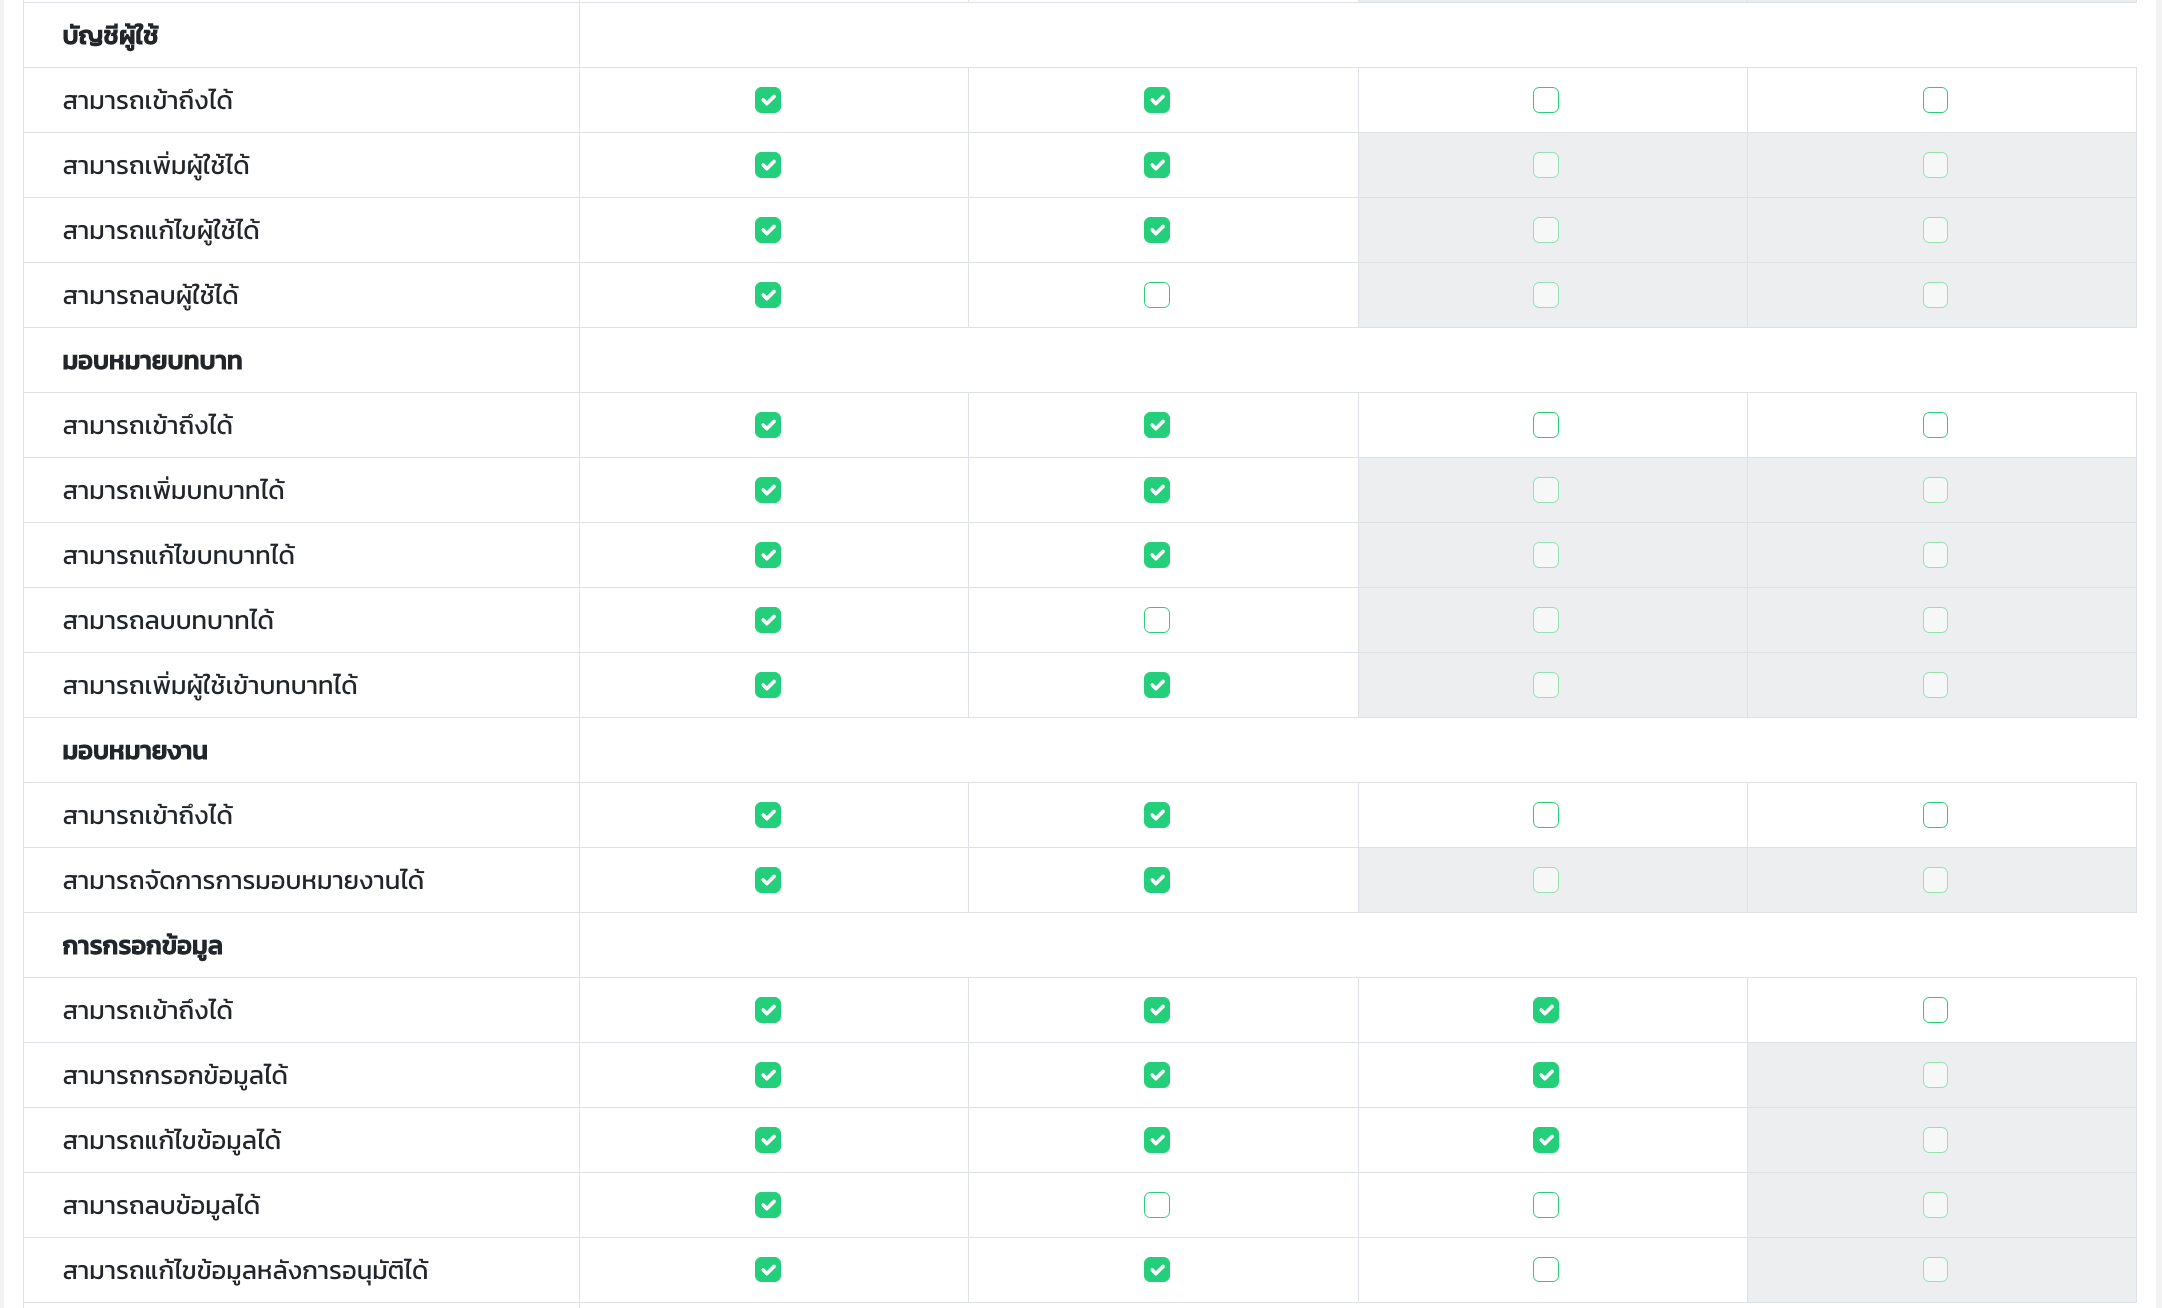 บัญชีผู้ใช้
สามารถเข้าถึงได้
สามารถเพิ่มผู้ใช้ได้
สามารถแก้ไขผู้ใช้ได้
สามารถลบผู้ใช้ได้
มอบหมายบทบาท
สามารถเข้าถึงได้
สามารถเพิ่มบทบาทได้
สามารถแก้ไขบทบาทได้
สามารถลบบทบาทได้
สามารถเพิ่มผู้ใช้เข้าบทบาทได้
มอบหมายงาน
สามารถเข้าถึงได้
สามารถจัดการการมอบหมายงานได้
การกรอกข้อมูล
สามารถเข้าถึงได้
สามารถกรอกข้อมูลได้
สามารถแก้ไขข้อมูลได้
สามารถลบข้อมูลได้
สามารถแก้ไขข้อมูลหลังการอนุมัติได้